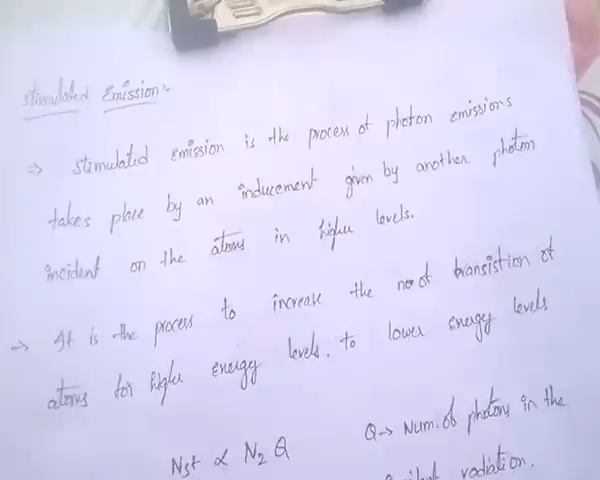 Stimulated Emission :-
⇒ Stimulated emission is the process of photon emissions
takes place by an inducement given by another photon
incident on the atoms in higher levels.
→ It is the process to increase the no of transistion of
atoms for higher energy levels. to lower energy levels
Nst ∝ N2 Q Q → Num. of photons in the
radiation.